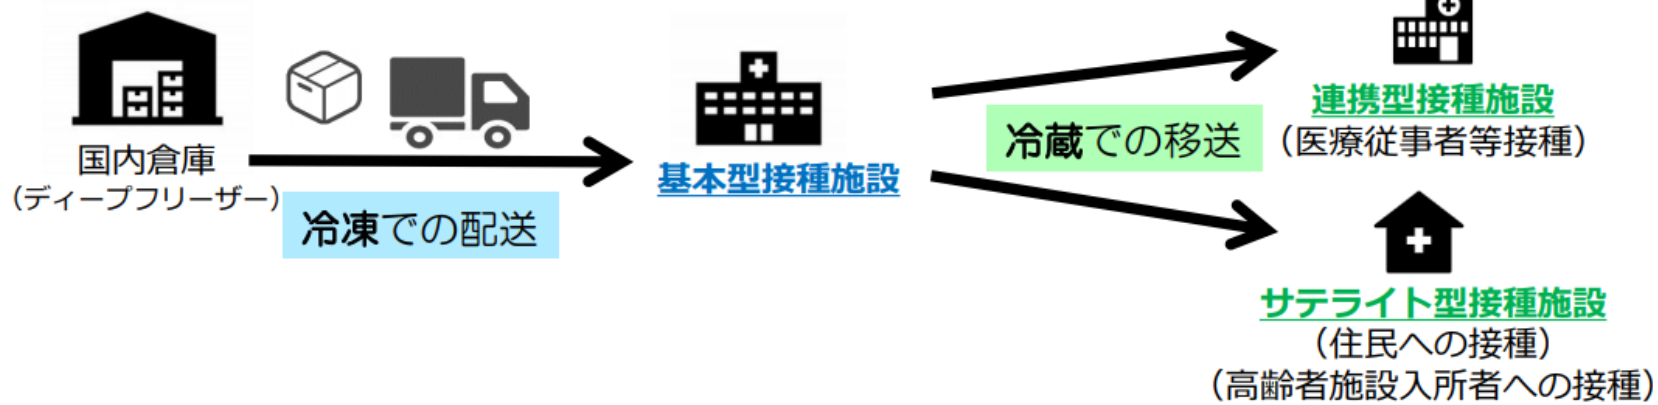 国内倉庫
（ディープフリーザー）
冷凍での配送
基本型接種施設
冷蔵での移送
連携型接種施設
（医療従事者等接種）
サテライト型接種施設
（住民への接種）
（高齢者施設入所者への接種）